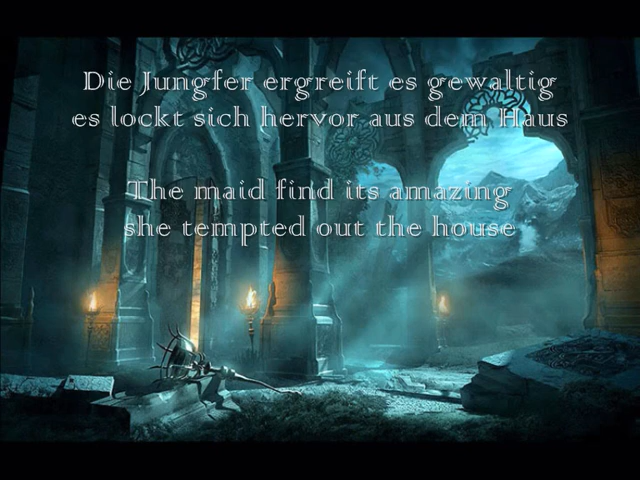 Die Jungfer ergreift es gewaltig
es lockt sich hervor aus dem Haus
The maid find its amazing
she tempted out the house